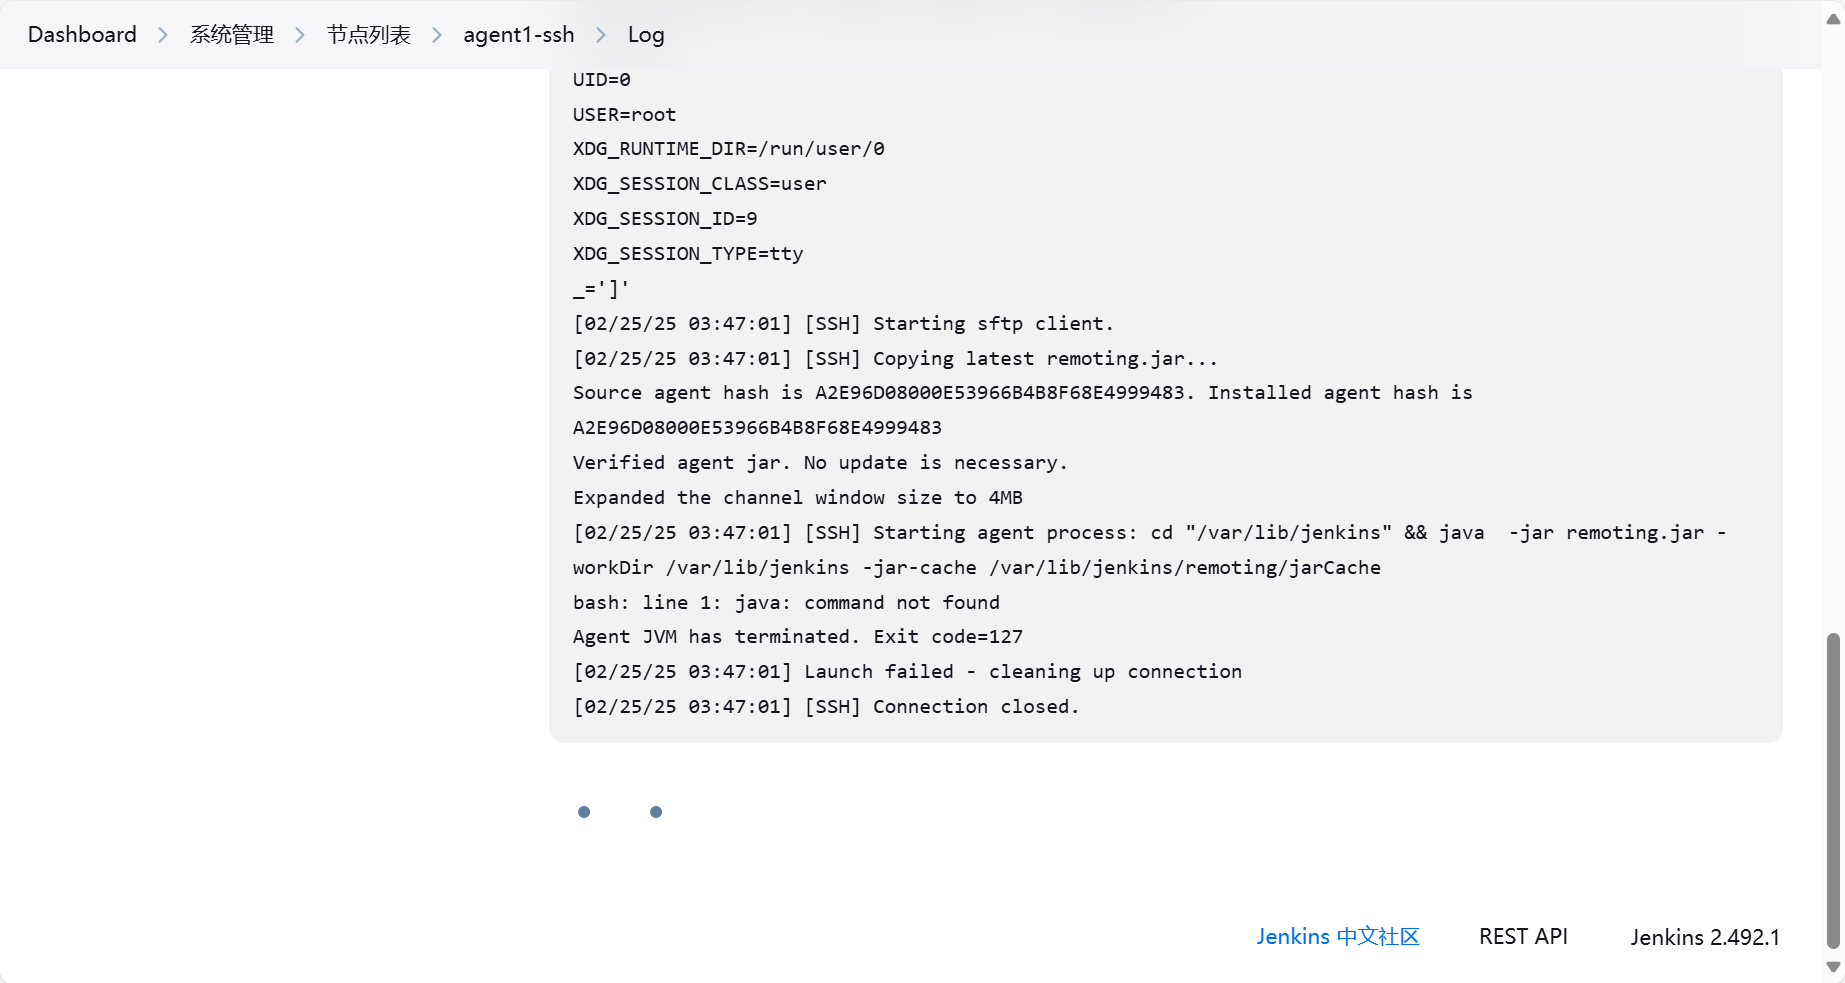 Dashboard > 系统管理 > 节点列表 > agent1-ssh > Log
UID=0
USER=root
XDG_RUNTIME_DIR=/run/user/0
XDG_SESSION_CLASS=user
XDG_SESSION_ID=9
XDG_SESSION_TYPE=tty
_=']'
[02/25/25 03:47:01] [SSH] Starting sftp client.
[02/25/25 03:47:01] [SSH] Copying latest remoting.jar...
Source agent hash is A2E96D08000E53966B4B8F68E4999483. Installed agent hash is
A2E96D08000E53966B4B8F68E4999483
Verified agent jar. No update is necessary.
Expanded the channel window size to 4MB
[02/25/25 03:47:01] [SSH] Starting agent process: cd "/var/lib/jenkins" && java  -jar remoting.jar -
workDir /var/lib/jenkins -jar-cache /var/lib/jenkins/remoting/jarCache
bash: line 1: java: command not found
Agent JVM has terminated. Exit code=127
[02/25/25 03:47:01] Launch failed - cleaning up connection
[02/25/25 03:47:01] [SSH] Connection closed.
Jenkins 中文社区 REST API Jenkins 2.492.1